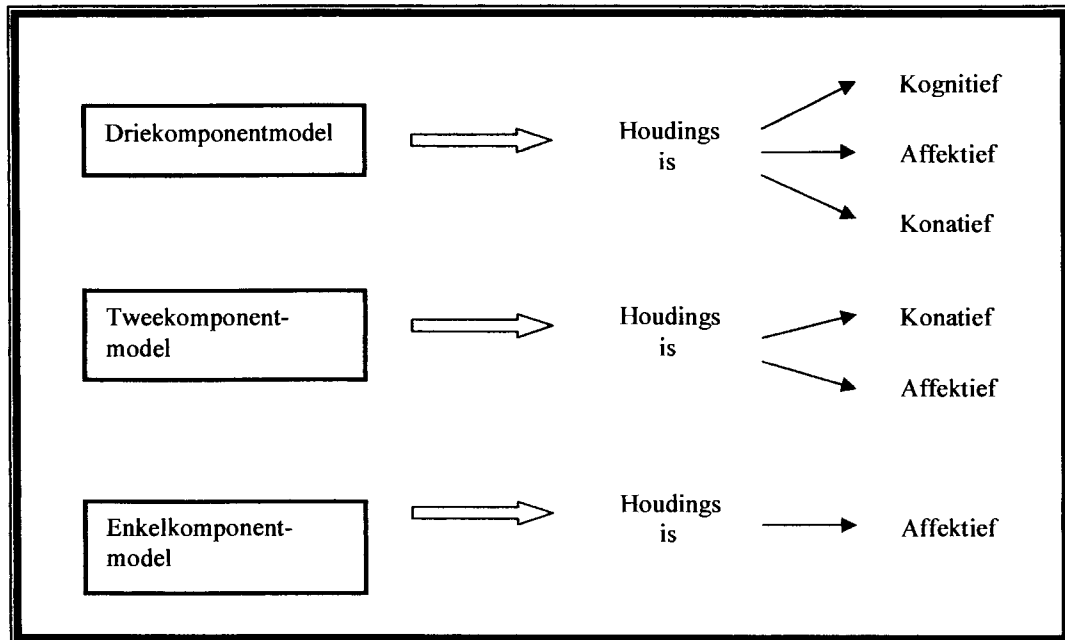 Driekomponentmodel
Houdings
is
Kognitief
Affektief
Konatief
Tweekomponent-
model
Houdings
is
Konatief
Affektief
Enkelkomponent-
model
Houdings
is
Affektief